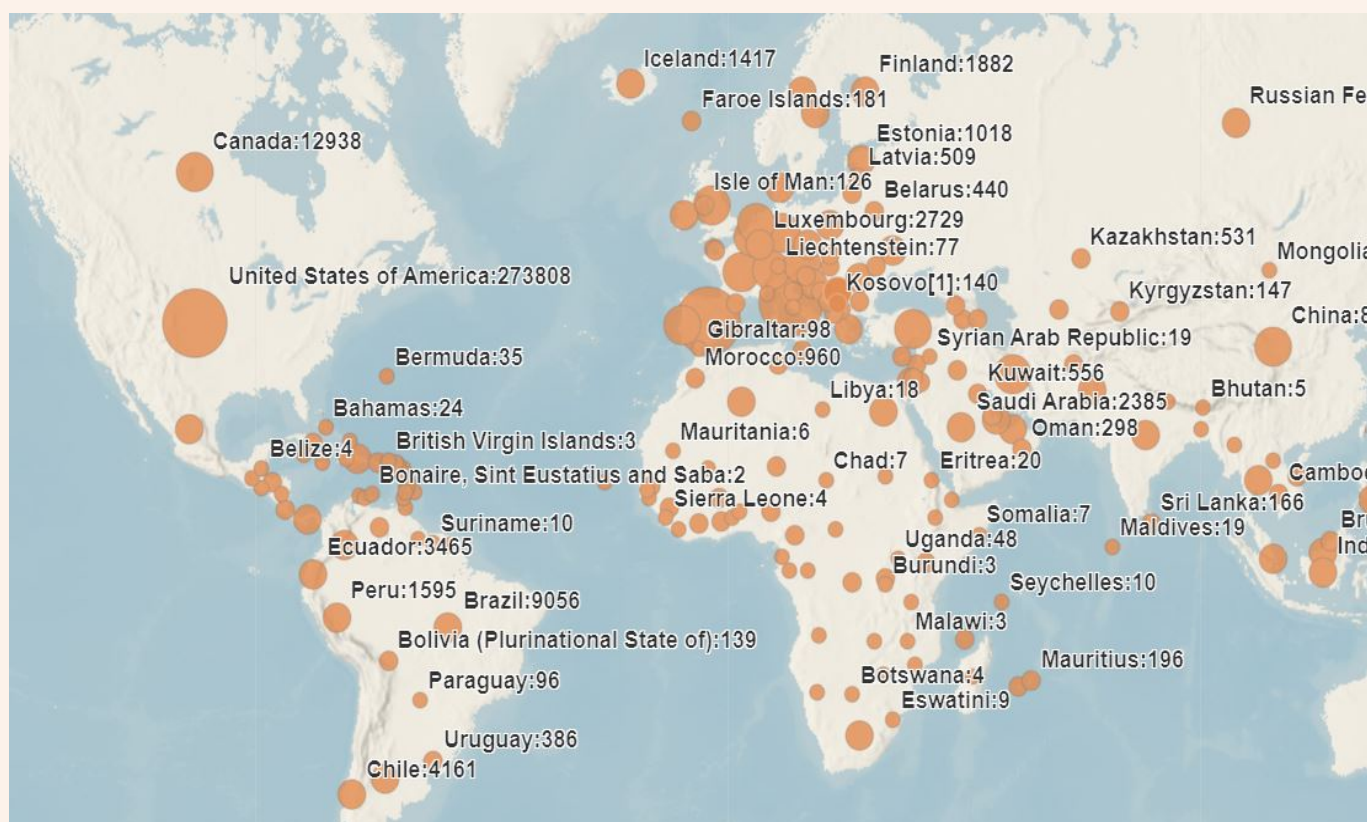 Iceland:1417
Finland:1882
Faroe Islands:181
Russian Fe
Canada:12938
Estonia:1018
Latvia:509
Isle of Man:126
Belarus:440
Luxembourg:2729
Kazakhstan:531
Liechtenstein:77
Mongolia
United States of America:273808
Kosovo[1]:140
Kyrgyzstan:147
China:8
Gibraltar:98
Syrian Arab Republic:19
Bermuda:35
Morocco:960
Kuwait:556
Libya:18
Bhutan:5
Bahamas:24
Saudi Arabia:2385
Oman:298
Mauritania:6
British Virgin Islands:3
Belize:4
Chad:7
Eritrea:20
Bonaire, Sint Eustatius and Saba:2
Cambod
Sierra Leone:4
Sri Lanka:166
Somalia:7
Suriname:10
Maldives:19
Bri
Uganda:48
Ecuador:3465
Ind
Burundi:3
Seychelles:10
Peru:1595
Brazil:9056
Malawi:3
Bolivia (Plurinational State of):139
Mauritius:196
Botswana:4
Paraguay:96
Eswatini:9
Uruguay:386
Chile:4161